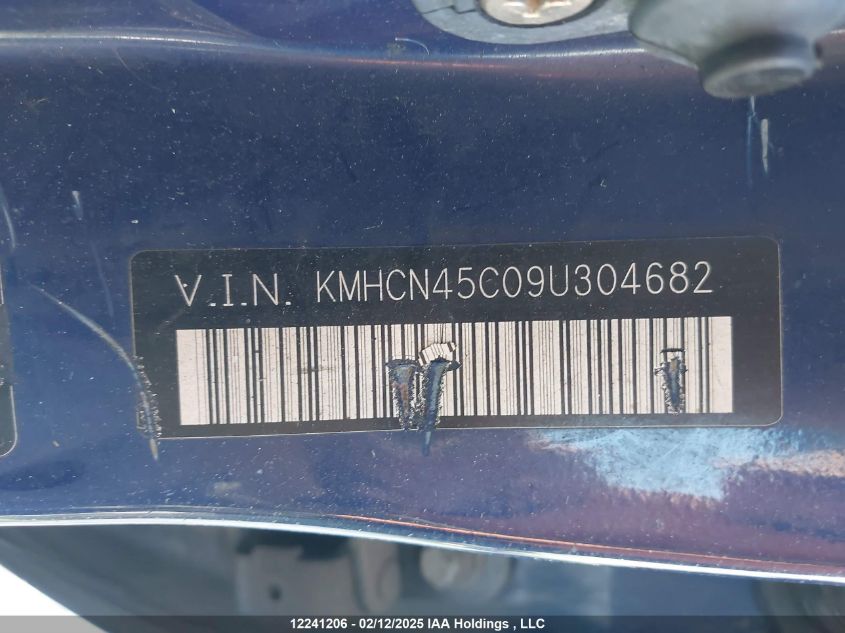 V.I.N. KMHCN45C09U304682
12241206 - 02/12/2025 IAA Holdings , LLC